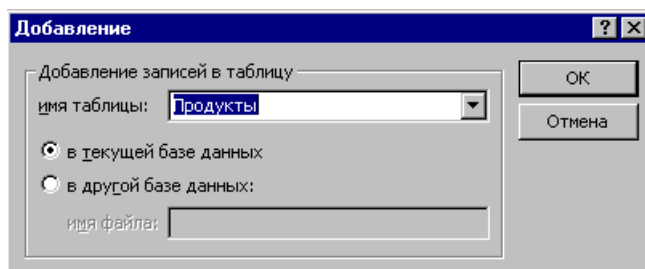 Добавление
Добавление записей в таблицу
имя таблицы: Продукты
в текущей базе данных
в другой базе данных:
имя файла:
ОК
Отмена